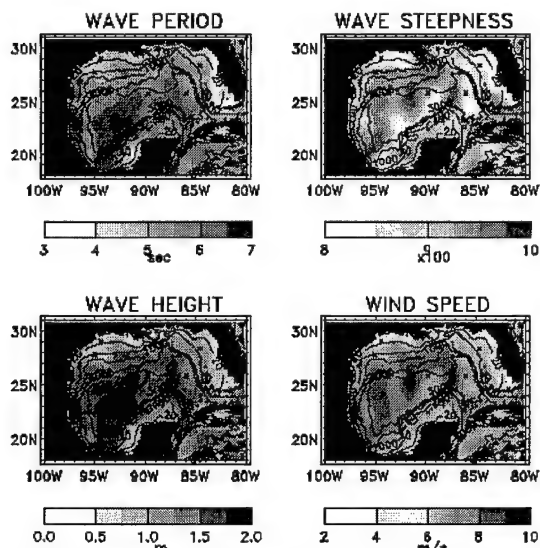 WAVE PERIOD
WAVE STEEPNESS
30N
25N
20N
100W 95W 90W 85W 80W
30N
25N
20N
100W 95W 90W 85W 80W
3 4 5 6 7
sec
8 9 10
x100
WAVE HEIGHT
WIND SPEED
30N
25N
20N
100W 95W 90W 85W 80W
30N
25N
20N
100W 95W 90W 85W 80W
0.0 0.5 1.0 1.5 2.0
m
2 4 6 8 10
m/s